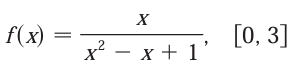 f(x) = x / (x² − x + 1), [0, 3]